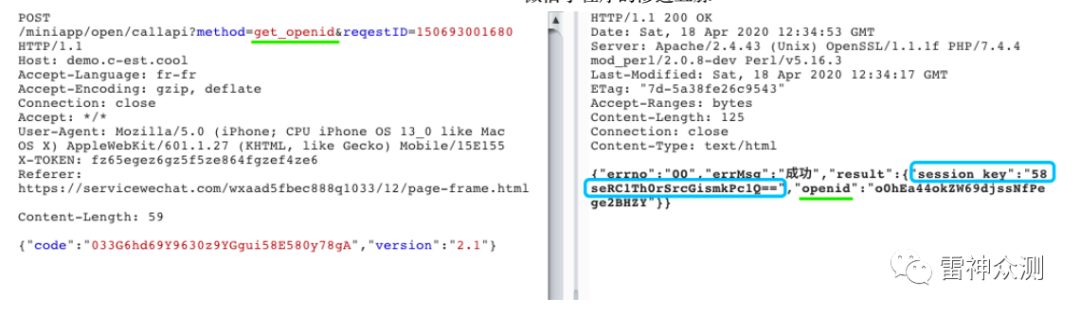 POST
/miniapp/open/callapi?method=get_openid&reqestID=150693001680
HTTP/1.1
Host: demo.c-est.cool
Accept-Language: fr-fr
Accept-Encoding: gzip, deflate
Connection: close
Accept: */*
User-Agent: Mozilla/5.0 (iPhone; CPU iPhone OS 13_0 like Mac
OS X) AppleWebKit/601.1.27 (KHTML, like Gecko) Mobile/15E155
X-TOKEN: fz65egez6gz5f5ze864fgzef4ze6
Referer:
https://servicewechat.com/wxaad5fbec888q1033/12/page-frame.html
Content-Length: 59
{"code":"033G6hd69Y9630z9YGgui58E580y78gA","version":"2.1"}
HTTP/1.1 200 OK
Date: Sat, 18 Apr 2020 12:34:53 GMT
Server: Apache/2.4.43 (Unix) OpenSSL/1.1.1f PHP/7.4.4
mod_perl/2.0.8-dev Perl/v5.16.3
Last-Modified: Sat, 18 Apr 2020 12:34:17 GMT
ETag: "7d-5a38fe26c9543"
Accept-Ranges: bytes
Content-Length: 125
Connection: close
Content-Type: text/html
{"errno":"00","errMsg":"成功","result":{"session_key":"58
seRC1Th0rSrcGismkPc1Q==","openid":"oOhEa44okZW69djssNfPe
ge2BHZY"}}
雷神众测